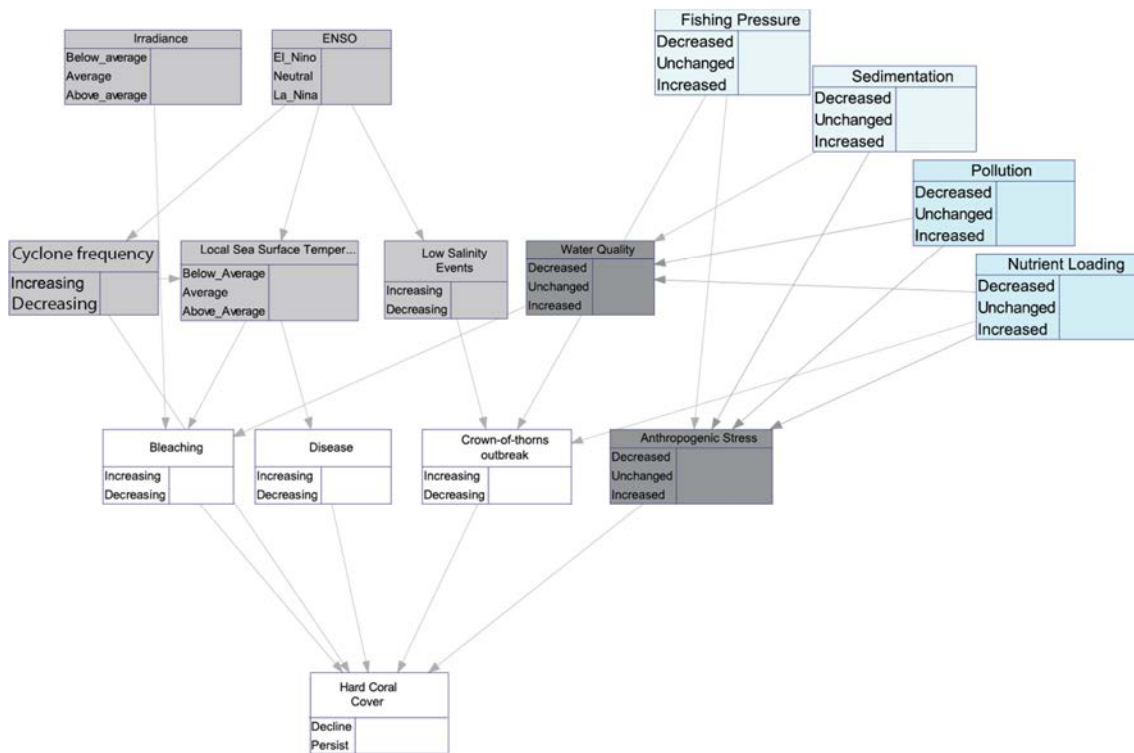 Irradiance
Below_average
Average
Above_average
ENSO
El_Nino
Neutral
La_Nina
Fishing Pressure
Decreased
Unchanged
Increased
Sedimentation
Decreased
Unchanged
Increased
Pollution
Decreased
Unchanged
Increased
Nutrient Loading
Decreased
Unchanged
Increased
Cyclone frequency
Increasing
Decreasing
Local Sea Surface Temper...
Below_Average
Average
Above_Average
Low Salinity
Events
Increasing
Decreasing
Water Quality
Decreased
Unchanged
Increased
Bleaching
Increasing
Decreasing
Disease
Increasing
Decreasing
Crown-of-thorns
outbreak
Increasing
Decreasing
Anthropogenic Stress
Decreased
Unchanged
Increased
Hard Coral
Cover
Decline
Persist